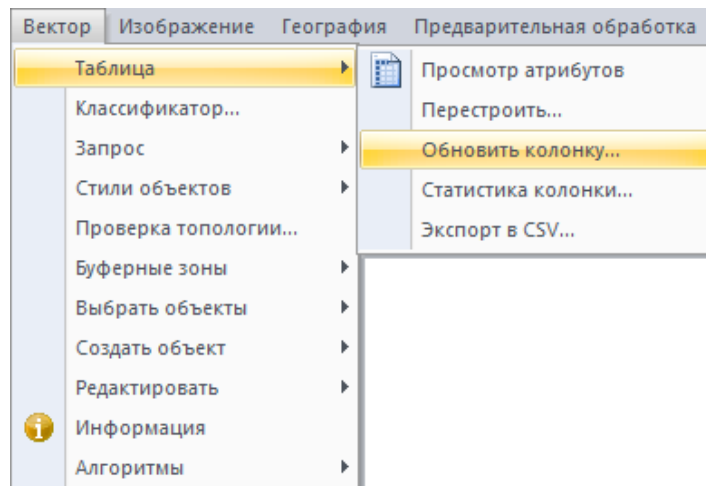 Вектор Изображение География Предварительная обработка
Таблица
Классификатор...
Запрос
Стили объектов
Проверка топологии...
Буферные зоны
Выбрать объекты
Создать объект
Редактировать
Информация
Алгоритмы
Просмотр атрибутов
Перестроить...
Обновить колонку...
Статистика колонки...
Экспорт в CSV...